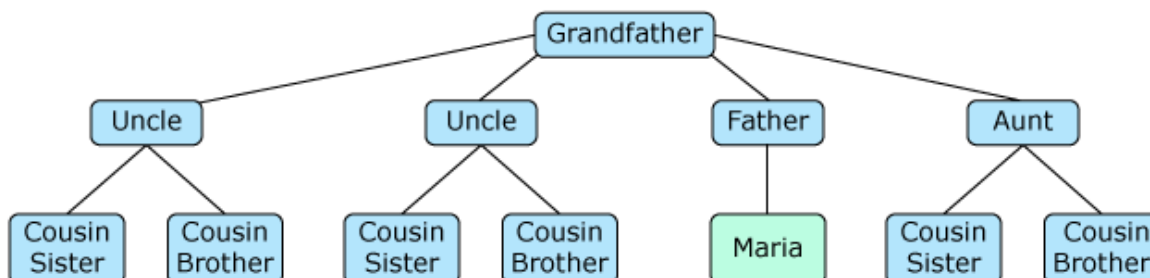 Grandfather
Uncle
Uncle
Father
Aunt
Cousin
Sister
Cousin
Brother
Cousin
Sister
Cousin
Brother
Maria
Cousin
Sister
Cousin
Brother